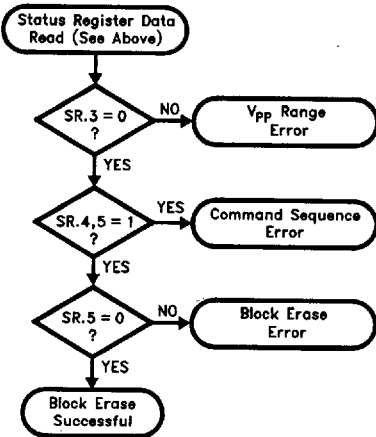 Status Register Data
Read (See Above)
SR.3 = 0
?
NO
VPP Range
Error
YES
SR.4,5 = 1
?
YES
Command Sequence
Error
YES
SR.5 = 0
?
NO
Block Erase
Error
YES
Block Erase
Successful